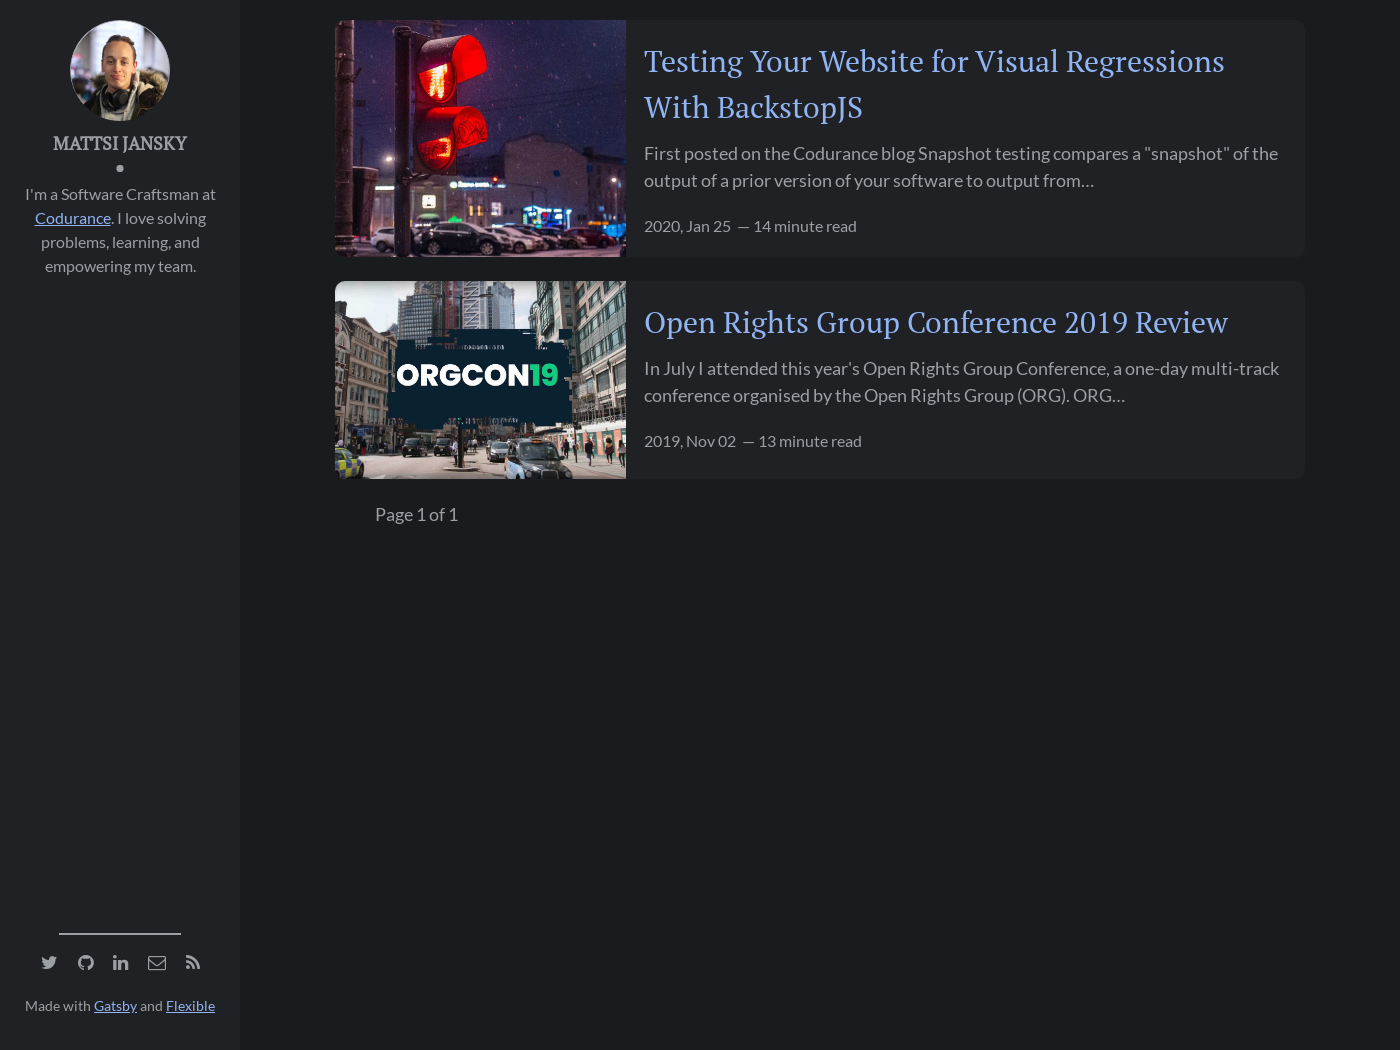 MATTSI JANSKY
I'm a Software Craftsman at
Codurance. I love solving
problems, learning, and
empowering my team.
Made with Gatsby and Flexible
Testing Your Website for Visual Regressions
With BackstopJS
First posted on the Codurance blog Snapshot testing compares a "snapshot" of the
output of a prior version of your software to output from…
2020, Jan 25 — 14 minute read
ORGCON19
Open Rights Group Conference 2019 Review
In July I attended this year's Open Rights Group Conference, a one-day multi-track
conference organised by the Open Rights Group (ORG). ORG…
2019, Nov 02 — 13 minute read
Page 1 of 1